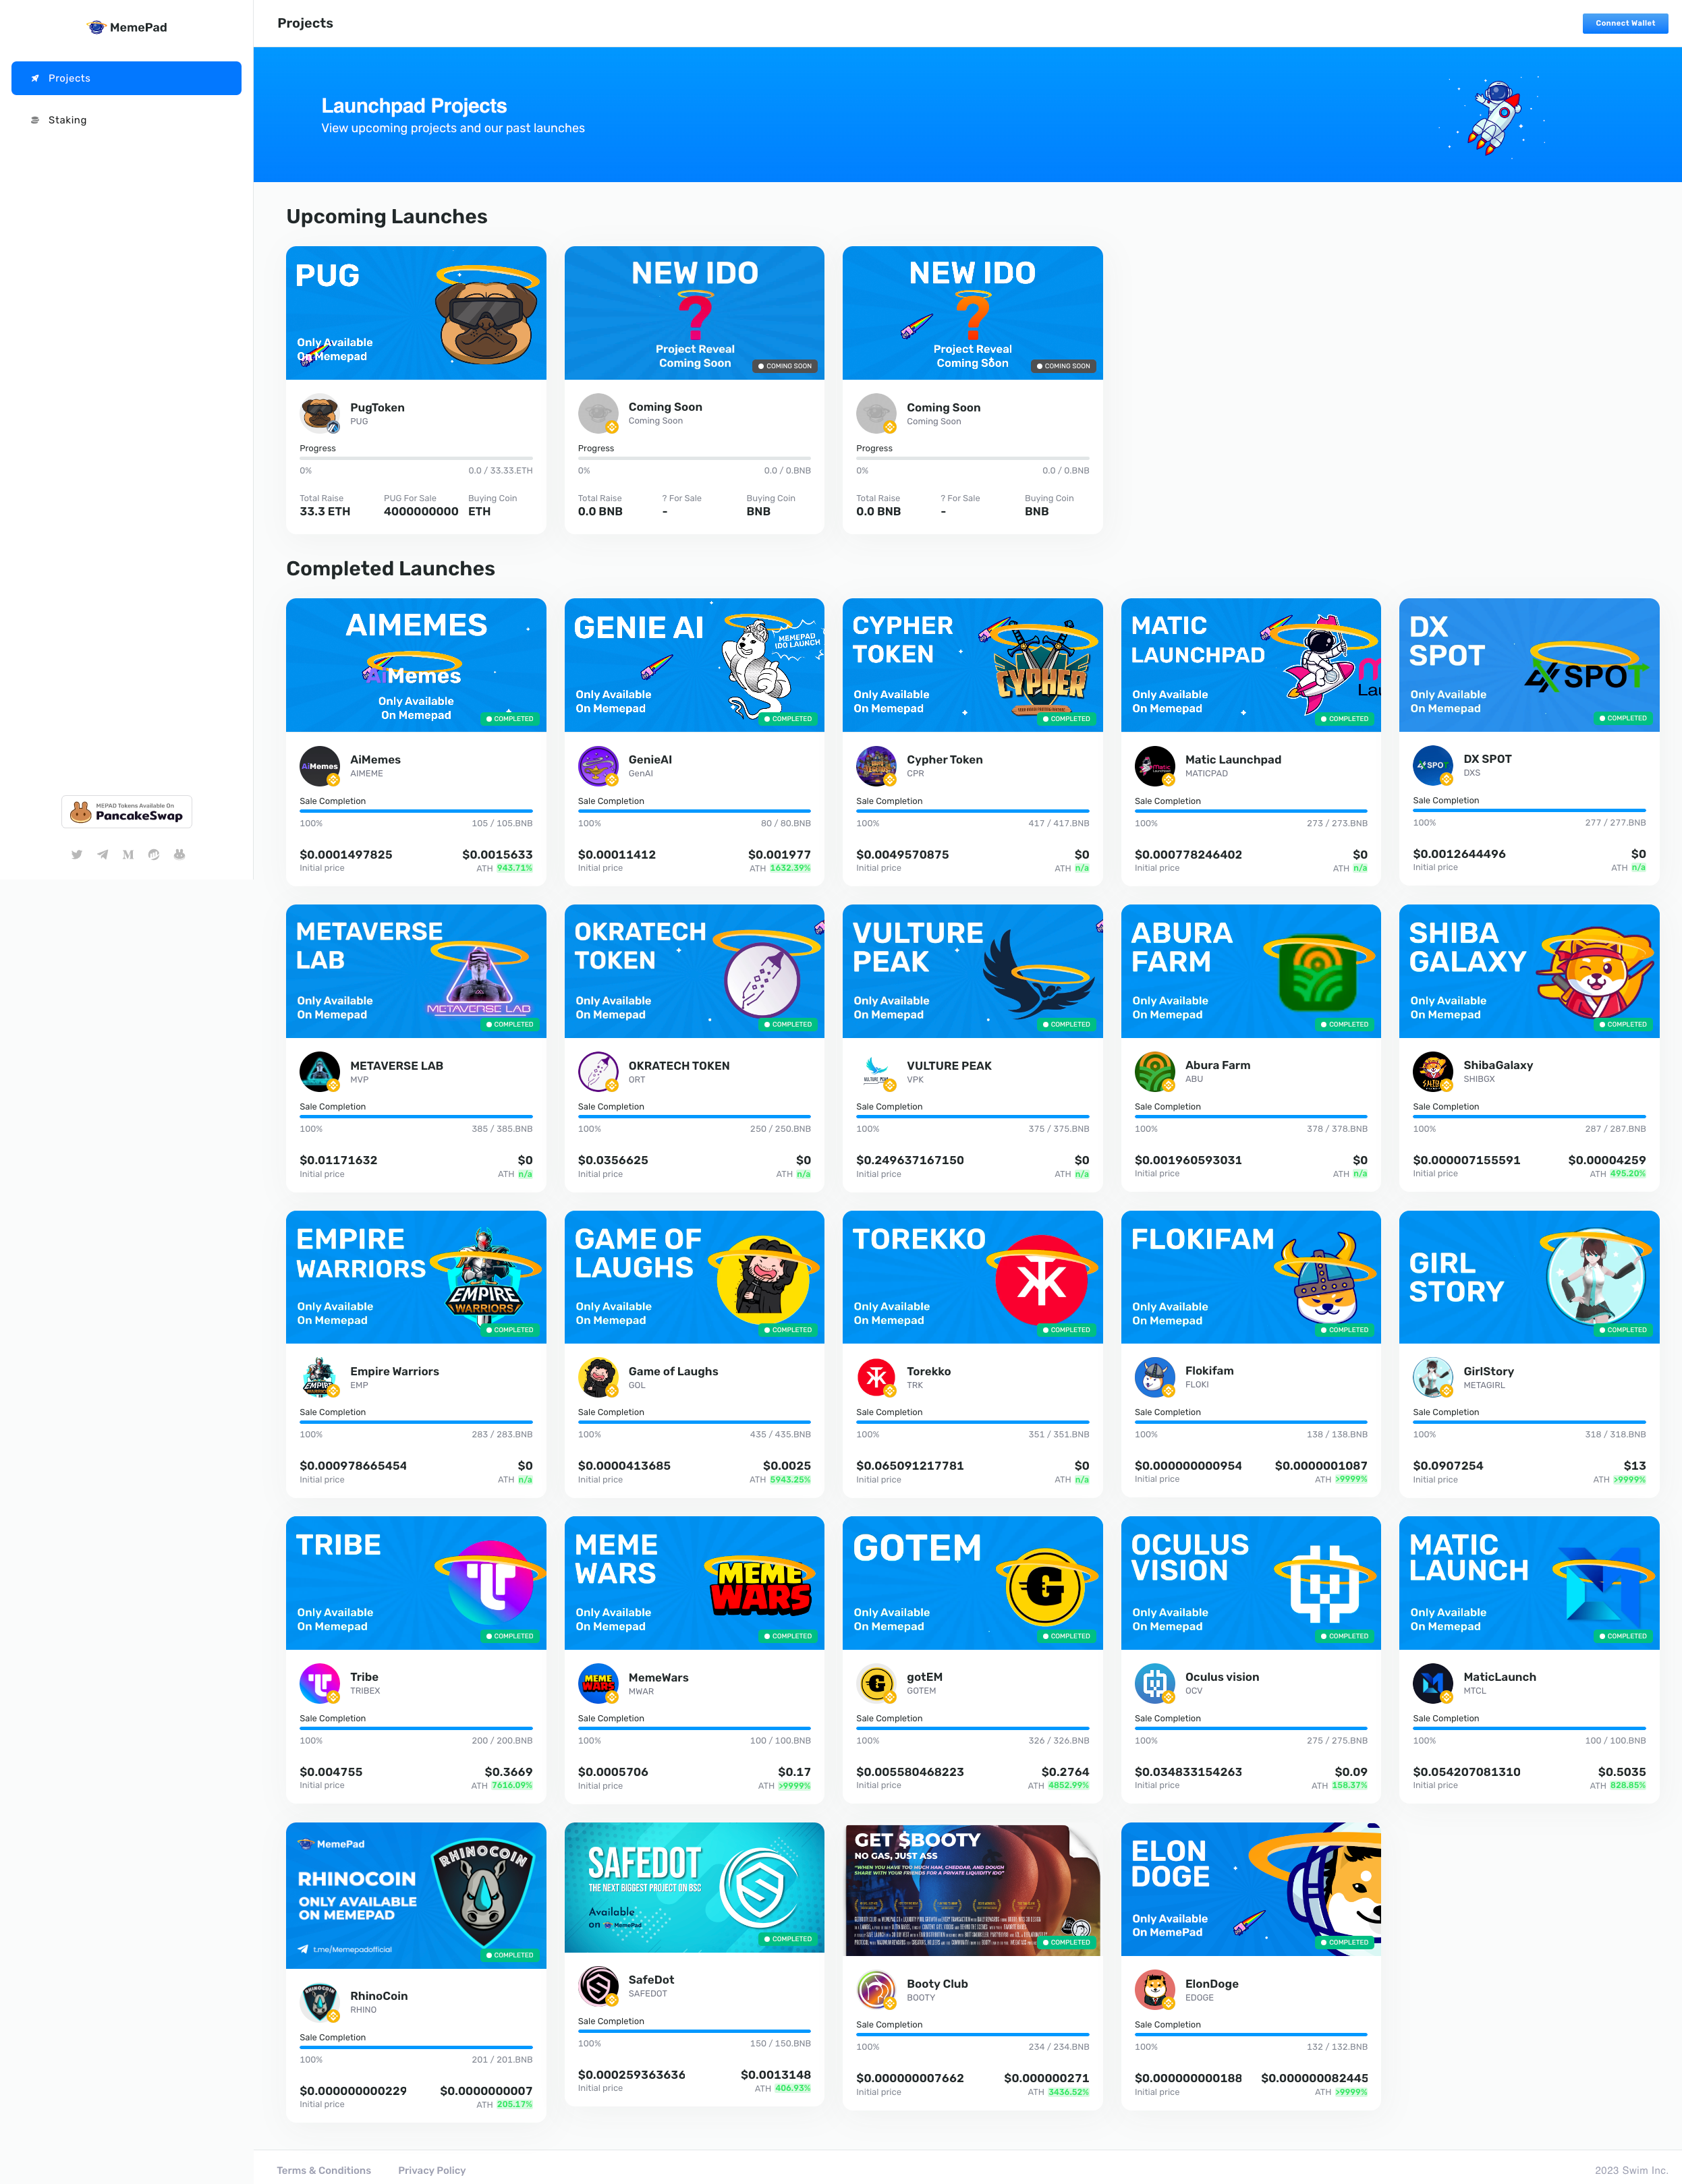 MemePad
Projects
Staking
MEPAD Tokens Available On
PancakeSwap
Projects
Connect Wallet
Launchpad Projects
View upcoming projects and our past launches
Upcoming Launches
PUG
Only Available
On Memepad
PugToken
PUG
Progress
0%
0.0 / 33.33.ETH
Total Raise
PUG For Sale
Buying Coin
33.3 ETH
4000000000
ETH
NEW IDO
?
Project Reveal
Coming Soon
COMING SOON
Coming Soon
Coming Soon
Progress
0%
0.0 / 0.BNB
Total Raise
? For Sale
Buying Coin
0.0 BNB
-
BNB
NEW IDO
?
Project Reveal
Coming Soon
COMING SOON
Coming Soon
Coming Soon
Progress
0%
0.0 / 0.BNB
Total Raise
? For Sale
Buying Coin
0.0 BNB
-
BNB
Completed Launches
AIMEMES
AiMemes
Only Available
On Memepad
COMPLETED
AiMemes
AiMemes
AIMEME
Sale Completion
100%
105 / 105.BNB
$0.0001497825
$0.0015633
Initial price
ATH 943.71%
GENIE AI
MEMEPAD
IDO LAUNCH
Only Available
On Memepad
COMPLETED
GenieAI
GenAI
Sale Completion
100%
80 / 80.BNB
$0.00011412
$0.001977
Initial price
ATH 1632.39%
CYPHER
TOKEN
CYPHER
Only Available
On Memepad
COMPLETED
Cypher Token
CPR
Sale Completion
100%
417 / 417.BNB
$0.0049570875
$0
Initial price
ATH n/a
MATIC
LAUNCHPAD
Only Available
On Memepad
COMPLETED
Matic Launchpad
MATICPAD
Sale Completion
100%
273 / 273.BNB
$0.000778246402
$0
Initial price
ATH n/a
DX
SPOT
SPOT
Only Available
On Memepad
COMPLETED
DX SPOT
DXS
Sale Completion
100%
277 / 277.BNB
$0.0012644496
$0
Initial price
ATH n/a
METAVERSE
LAB
METAVERSE LAB
Only Available
On Memepad
COMPLETED
METAVERSE LAB
MVP
Sale Completion
100%
385 / 385.BNB
$0.01171632
$0
Initial price
ATH n/a
OKRATECH
TOKEN
Only Available
On Memepad
COMPLETED
OKRATECH TOKEN
ORT
Sale Completion
100%
250 / 250.BNB
$0.0356625
$0
Initial price
ATH n/a
VULTURE
PEAK
Only Available
On Memepad
COMPLETED
VULTURE PEAK
VULTURE PEAK
VPK
Sale Completion
100%
375 / 375.BNB
$0.249637167150
$0
Initial price
ATH n/a
ABURA
FARM
Only Available
On Memepad
COMPLETED
Abura Farm
ABU
Sale Completion
100%
378 / 378.BNB
$0.001960593031
$0
Initial price
ATH n/a
SHIBA
GALAXY
Only Available
On Memepad
COMPLETED
ShibaGalaxy
SHIBGX
Sale Completion
100%
287 / 287.BNB
$0.000007155591
$0.00004259
Initial price
ATH 495.20%
EMPIRE
WARRIORS
EMPIRE
WARRIORS
Only Available
On Memepad
COMPLETED
Empire Warriors
EMP
Sale Completion
100%
283 / 283.BNB
$0.000978665454
$0
Initial price
ATH n/a
GAME OF
LAUGHS
Only Available
On Memepad
COMPLETED
Game of Laughs
GOL
Sale Completion
100%
435 / 435.BNB
$0.0000413685
$0.0025
Initial price
ATH 5943.25%
TOREKKO
Only Available
On Memepad
COMPLETED
Torekko
TRK
Sale Completion
100%
351 / 351.BNB
$0.065091217781
$0
Initial price
ATH n/a
FLOKIFAM
Only Available
On Memepad
COMPLETED
Flokifam
FLOKI
Sale Completion
100%
138 / 138.BNB
$0.000000000954
$0.0000001087
Initial price
ATH >9999%
GIRL
STORY
COMPLETED
GirlStory
METAGIRL
Sale Completion
100%
318 / 318.BNB
$0.0907254
$13
Initial price
ATH >9999%
TRIBE
Only Available
On Memepad
COMPLETED
Tribe
TRIBEX
Sale Completion
100%
200 / 200.BNB
$0.004755
$0.3669
Initial price
ATH 7616.09%
MEME
WARS
MEME
WARS
Only Available
On Memepad
COMPLETED
MEME
WARS
MemeWars
MWAR
Sale Completion
100%
100 / 100.BNB
$0.0005706
$0.17
Initial price
ATH >9999%
GOTEM
G
Only Available
On Memepad
COMPLETED
G
gotEM
GOTEM
Sale Completion
100%
326 / 326.BNB
$0.005580468223
$0.2764
Initial price
ATH 4852.99%
OCULUS
VISION
Only Available
On Memepad
COMPLETED
Oculus vision
OCV
Sale Completion
100%
275 / 275.BNB
$0.034833154263
$0.09
Initial price
ATH 158.37%
MATIC
LAUNCH
Only Available
On Memepad
COMPLETED
MaticLaunch
MTCL
Sale Completion
100%
100 / 100.BNB
$0.054207081310
$0.5035
Initial price
ATH 828.85%
MemePad
RHINOCOIN
ONLY AVAILABLE
ON MEMEPAD
t.me/Memepadofficial
RHINOCOIN
COMPLETED
RhinoCoin
RHINO
Sale Completion
100%
201 / 201.BNB
$0.000000000229
$0.0000000007
Initial price
ATH 205.17%
SAFEDOT
THE NEXT BIGGEST PROJECT ON BSC
Available
on MemePad
COMPLETED
SafeDot
SAFEDOT
Sale Completion
100%
150 / 150.BNB
$0.000259363636
$0.0013148
Initial price
ATH 406.93%
GET $BOOTY
NO GAS, JUST ASS
"WHEN YOU HAVE TOO MUCH HAM, CHEDDAR, AND DOUGH
SHARE WITH YOUR FRIENDS FOR A PRIVATE LIQUIDITY IDO"
COMPLETED
Booty Club
BOOTY
Sale Completion
100%
234 / 234.BNB
$0.000000007662
$0.000000271
Initial price
ATH 3436.52%
ELON
DOGE
Only Available
On MemePad
COMPLETED
ElonDoge
EDOGE
Sale Completion
100%
132 / 132.BNB
$0.000000000188
$0.000000082445
Initial price
ATH >9999%
Terms & Conditions
Privacy Policy
2023 Swim Inc.